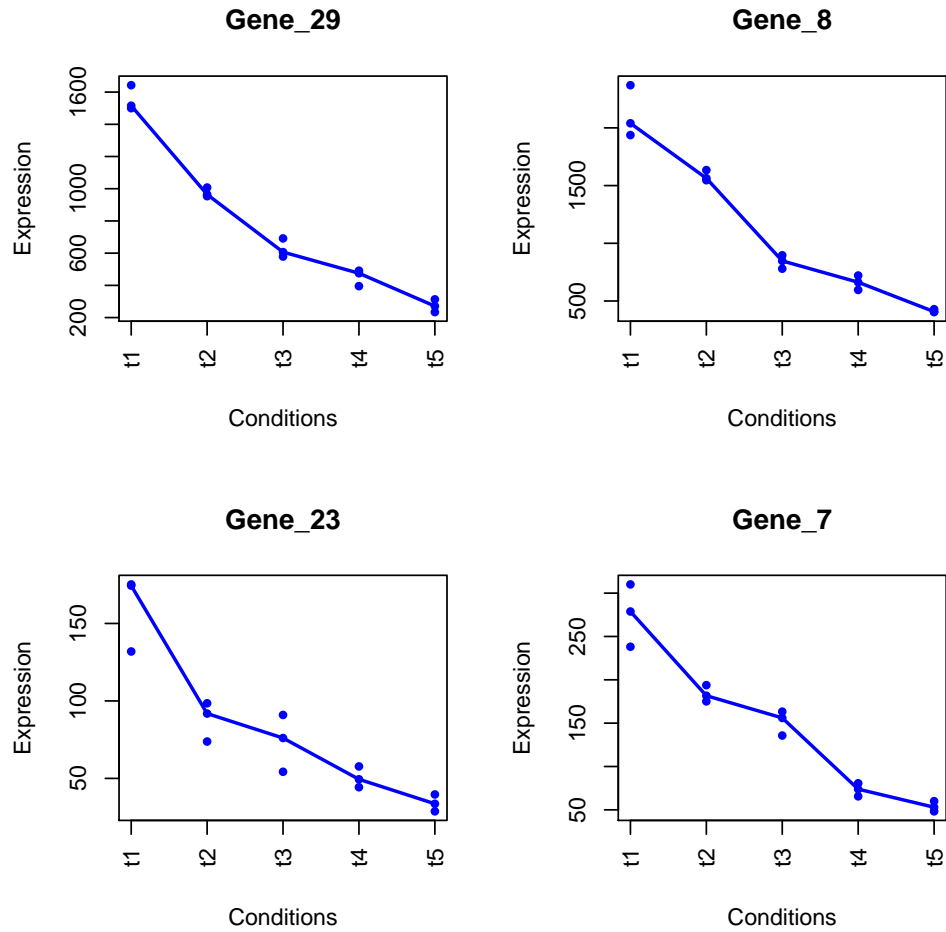 Gene_29
Expression
1600
1000
600
200
t1 t2 t3 t4 t5
Conditions
Gene_8
Expression
1500
500
t1 t2 t3 t4 t5
Conditions
Gene_23
Expression
150
100
50
t1 t2 t3 t4 t5
Conditions
Gene_7
Expression
250
150
50
t1 t2 t3 t4 t5
Conditions